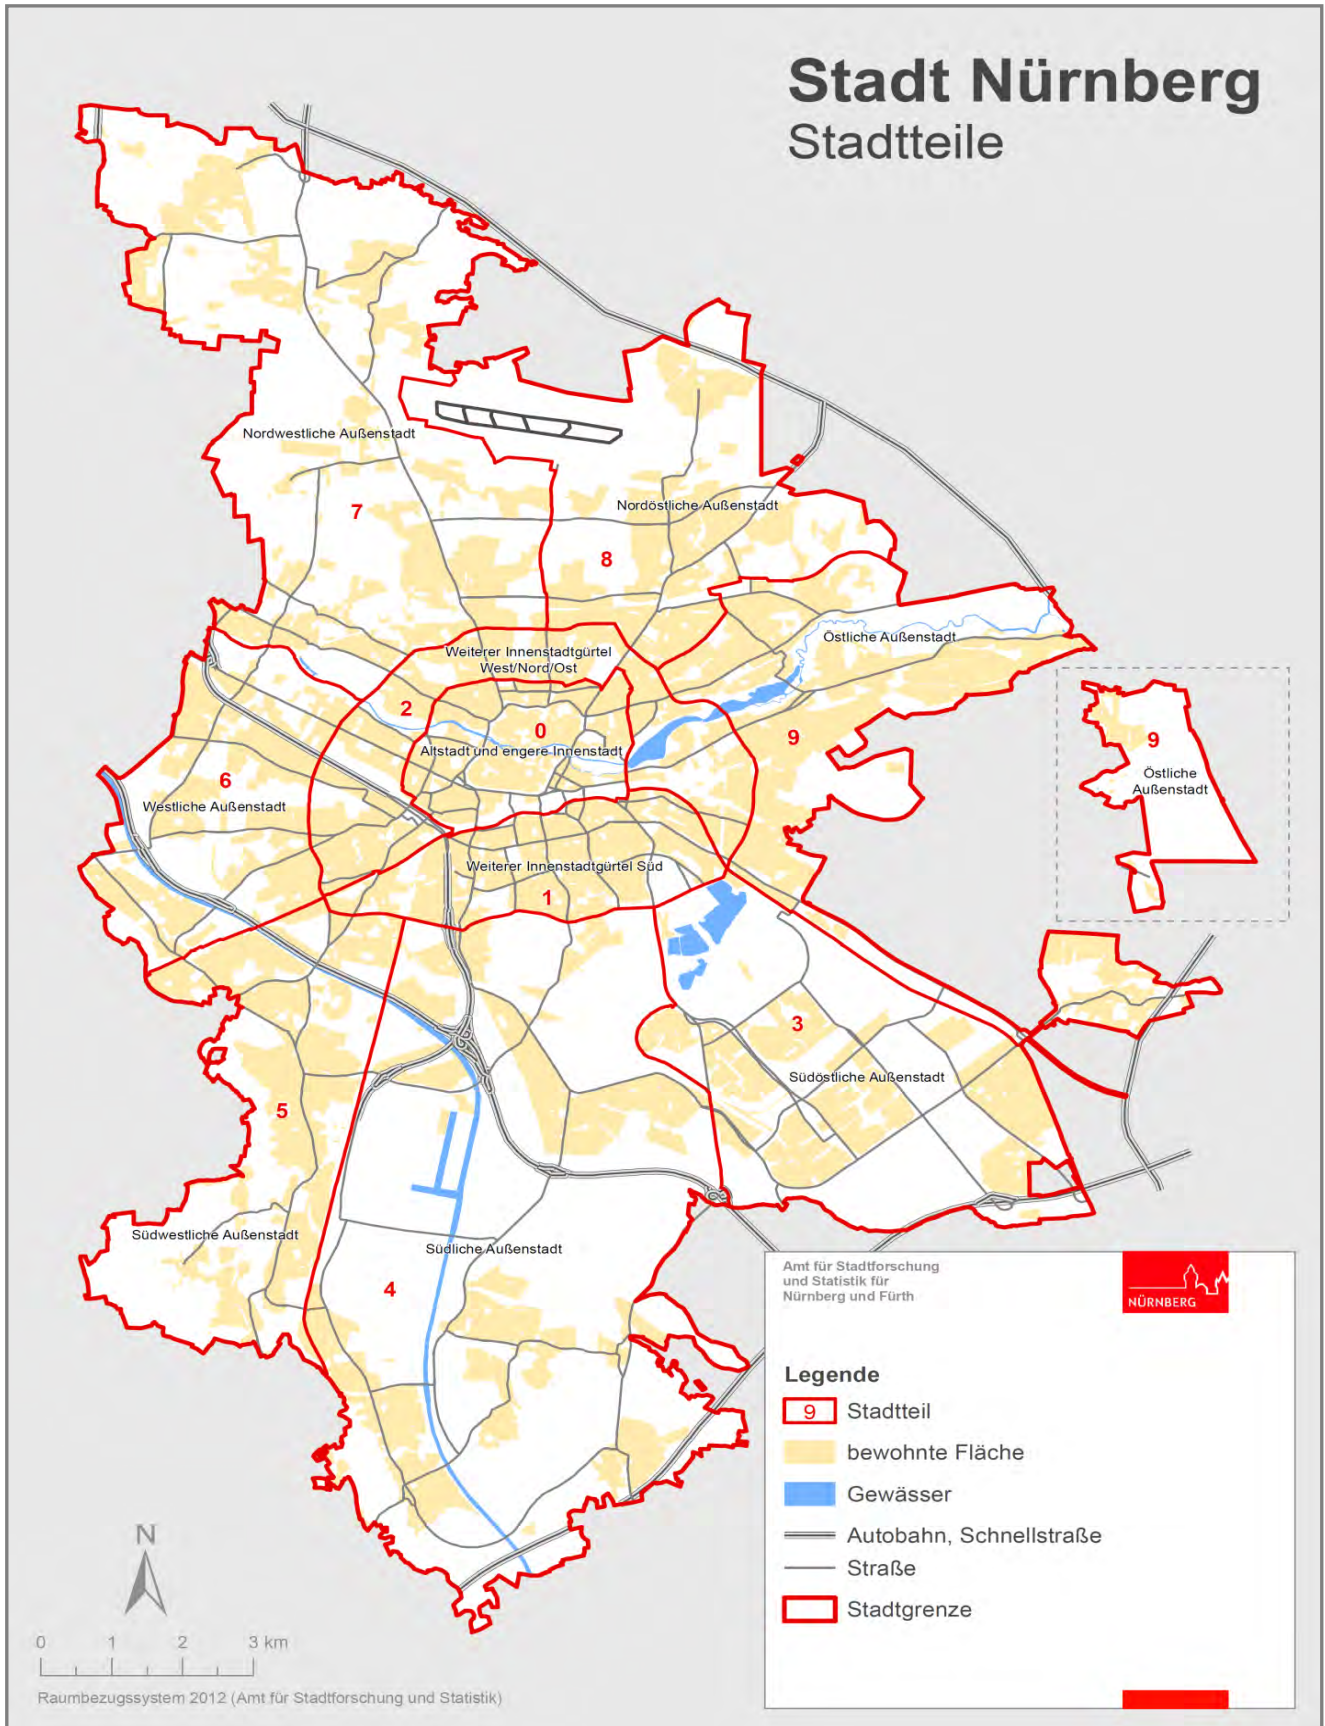 Stadt Nürnberg
Stadtteile
Nordwestliche Außenstadt
7
Nordöstliche Außenstadt
8
Östliche Außenstadt
Weiterer Innenstadtgürtel
West/Nord/Ost
2
0
Altstadt und engere Innenstadt
9
9
Östliche
Außenstadt
6
Westliche Außenstadt
Weiterer Innenstadtgürtel Süd
1
3
Südöstliche Außenstadt
5
Südwestliche Außenstadt
Südliche Außenstadt
4
Amt für Stadtforschung
und Statistik für
Nürnberg und Fürth
NÜRNBERG
Legende
9 Stadtteil
bewohnte Fläche
Gewässer
Autobahn, Schnellstraße
Straße
Stadtgrenze
N
0 1 2 3 km
Raumbezugssystem 2012 (Amt für Stadtforschung und Statistik)